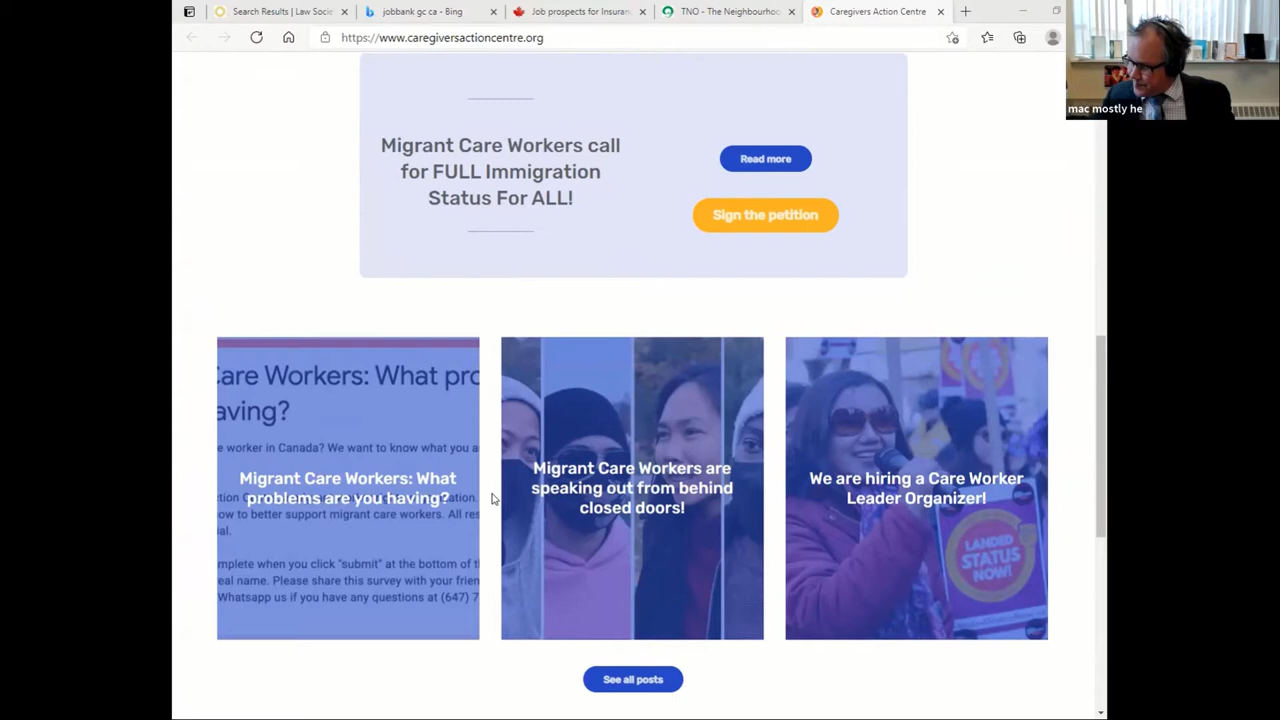 Search Results | Law Socie
jobbank gc ca - Bing
Job prospects for Insuran
TNO - The Neighbourhoo
Caregivers Action Centre
https://www.caregiversactioncentre.org
mac mostly he
Migrant Care Workers call
for FULL Immigration
Status For ALL!
Read more
Sign the petition
Care Workers: What pro
aving?
e worker in Canada? We want to know what you a
Migrant Care Workers: What
problems are you having?
how to better support migrant care workers. All res
ial.
mplete when you click "submit" at the bottom of t
real name. Please share this survey with your frien
Whatsapp us if you have any questions at (647) 7
Migrant Care Workers are
speaking out from behind
closed doors!
We are hiring a Care Worker
Leader Organizer!
LANDED
STATUS
NOW!
See all posts